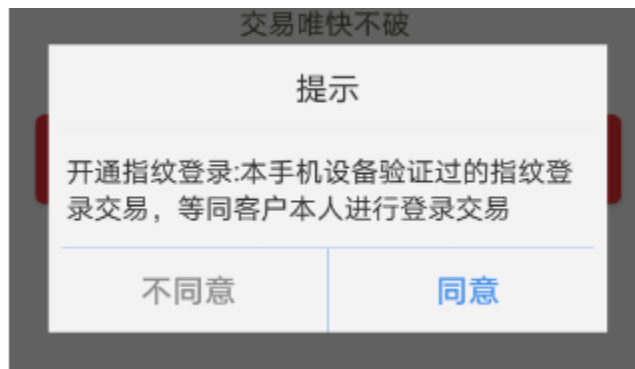 交易唯快不破
提示
开通指纹登录:本手机设备验证过的指纹登
录交易，等同客户本人进行登录交易
不同意
同意